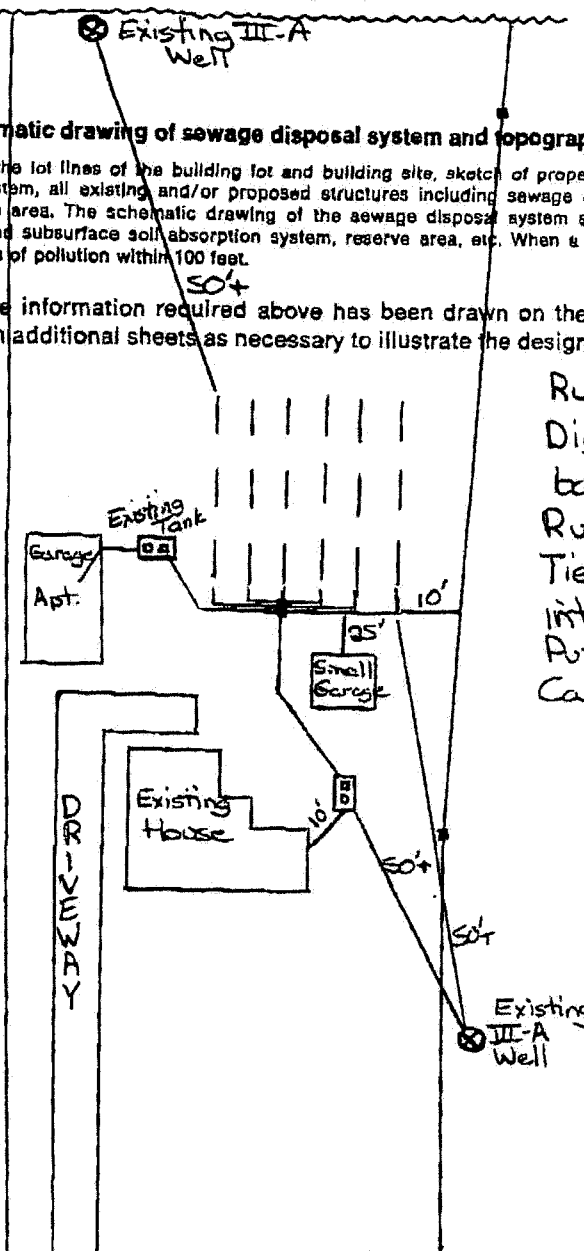 Existing III-A
Well
matic drawing of sewage disposal system and topograp
he lot lines of the building lot and building site, sketch of prope
stem, all existing and/or proposed structures including sewage
area. The schematic drawing of the sewage disposal system
d subsurface soil absorption system, reserve area, etc. When a
s of pollution within 100 feet.
50'+
e information required above has been drawn on the
additional sheets as necessary to illustrate the design
Ru
Di
Ru
Tie
int
Ca
Existing
Tank
Garage
Apt.
10'
25'
Small
Garage
DRIVEWAY
Existing
House
10'
50'+
50'+
Existing
III-A
Well